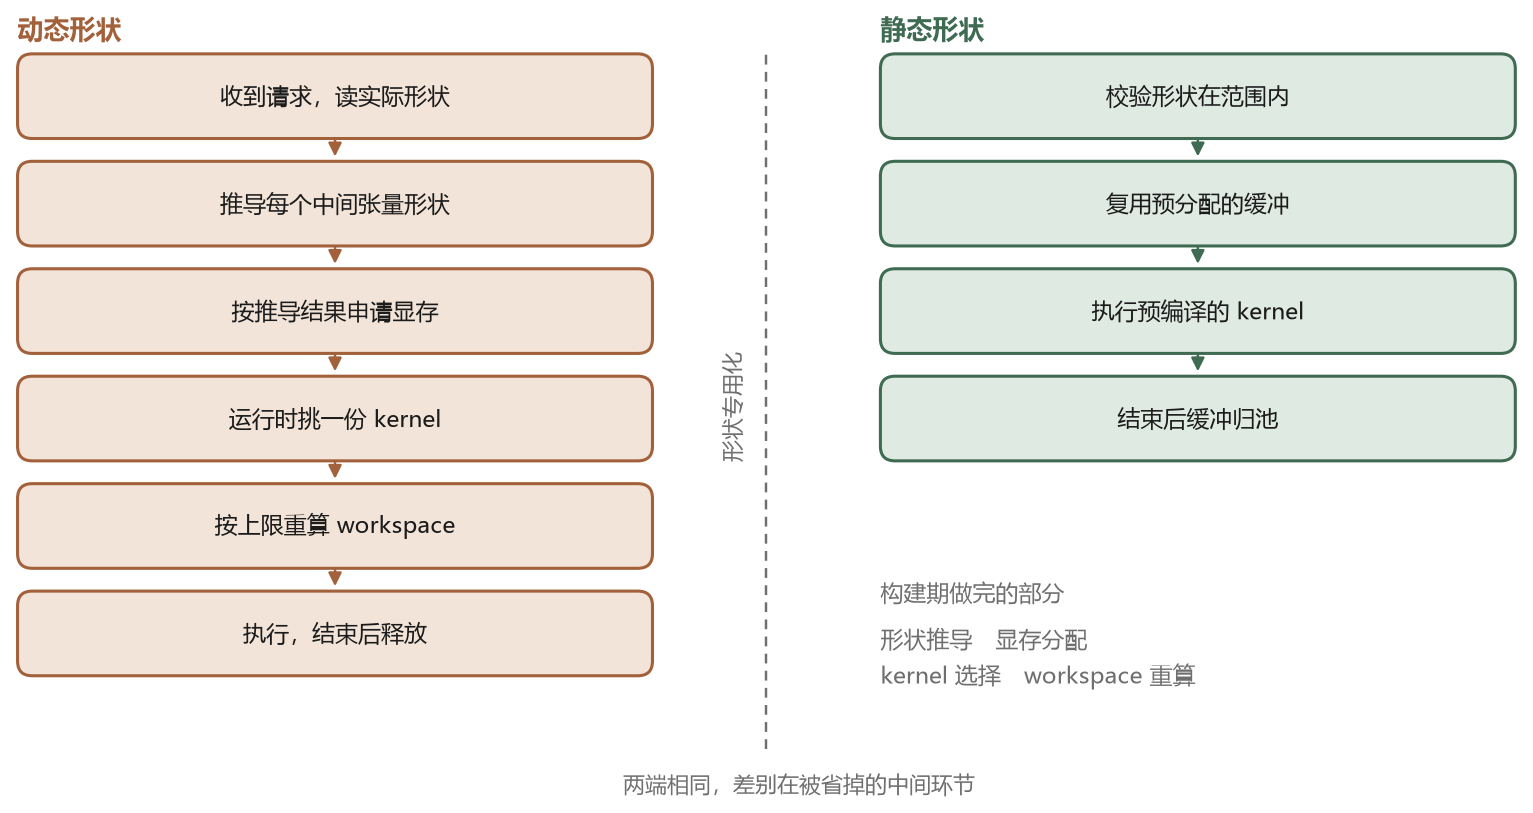 动态形状
收到请求，读实际形状
推导每个中间张量形状
按推导结果申请显存
运行时挑一份 kernel
按上限重算 workspace
执行，结束后释放
形状专用化
静态形状
校验形状在范围内
复用预分配的缓冲
执行预编译的 kernel
结束后缓冲归池
构建期做完的部分
形状推导　显存分配
kernel 选择　workspace 重算
两端相同，差别在被省掉的中间环节